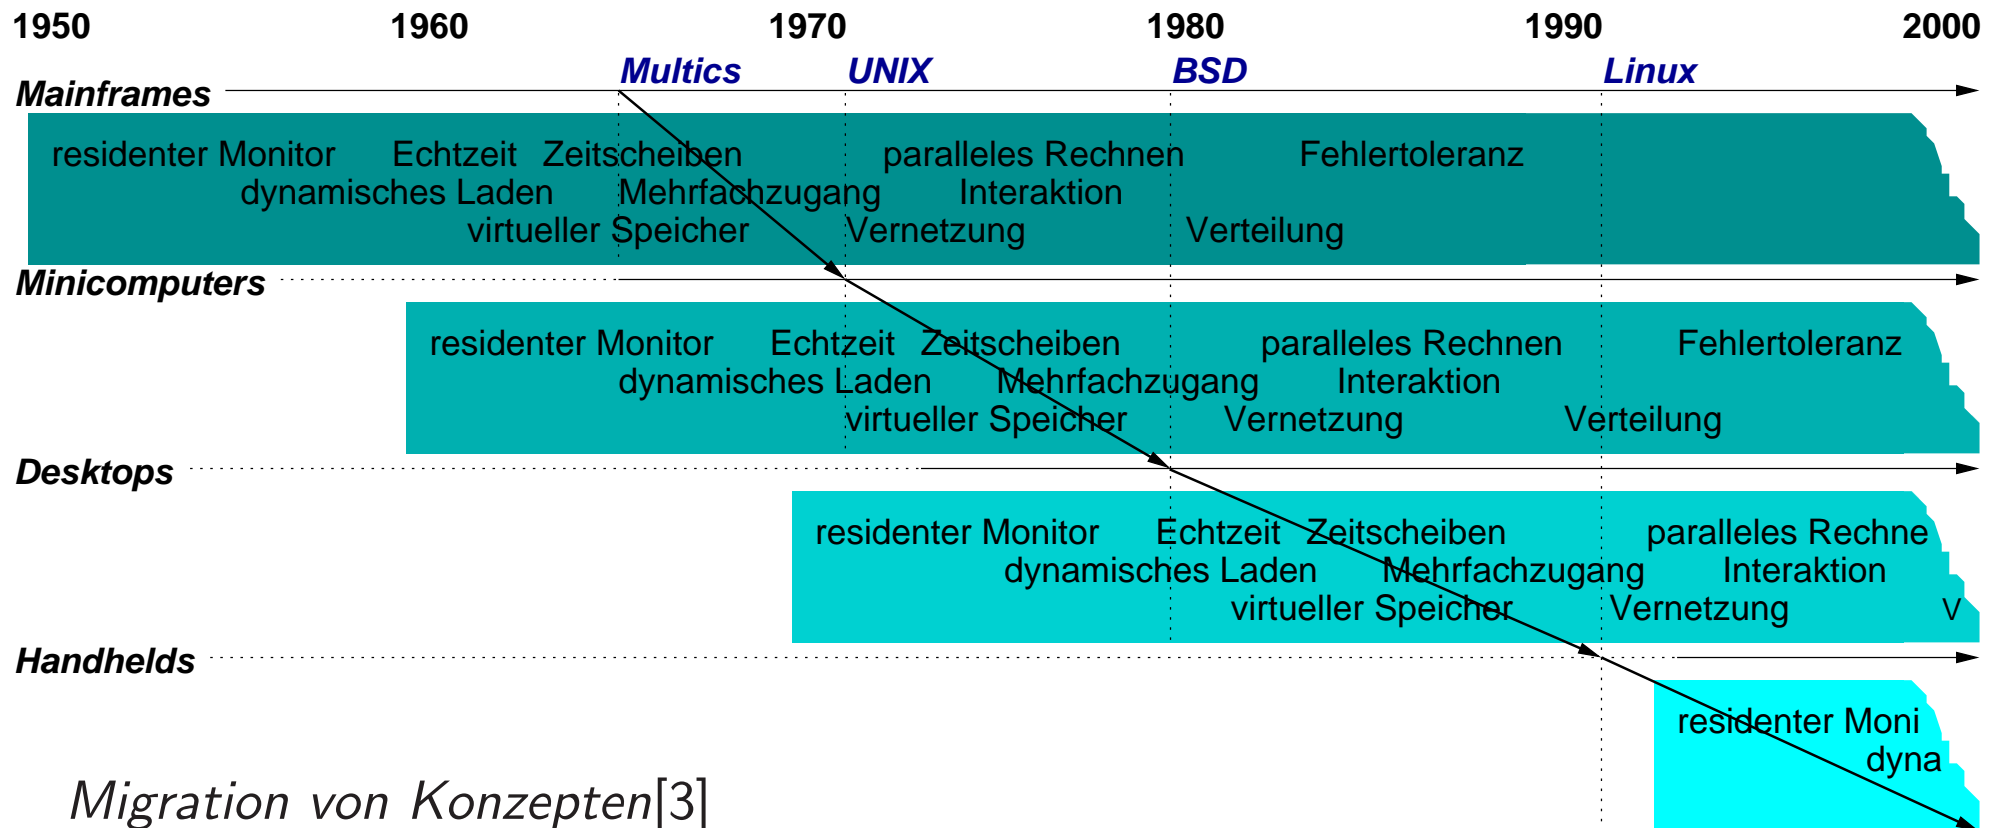 1950 1960 1970 1980 1990 2000
Multics UNIX BSD Linux
Mainframes
residenter Monitor Echtzeit Zeitscheiben paralleles Rechnen Fehlertoleranz
dynamisches Laden Mehrfachzugang Interaktion
virtueller Speicher Vernetzung Verteilung
Minicomputers
residenter Monitor Echtzeit Zeitscheiben paralleles Rechnen Fehlertoleranz
dynamisches Laden Mehrfachzugang Interaktion
virtueller Speicher Vernetzung Verteilung
Desktops
residenter Monitor Echtzeit Zeitscheiben paralleles Rechne
dynamisches Laden Mehrfachzugang Interaktion
virtueller Speicher Vernetzung V
Handhelds
residenter Moni
dyna
Migration von Konzepten[3]